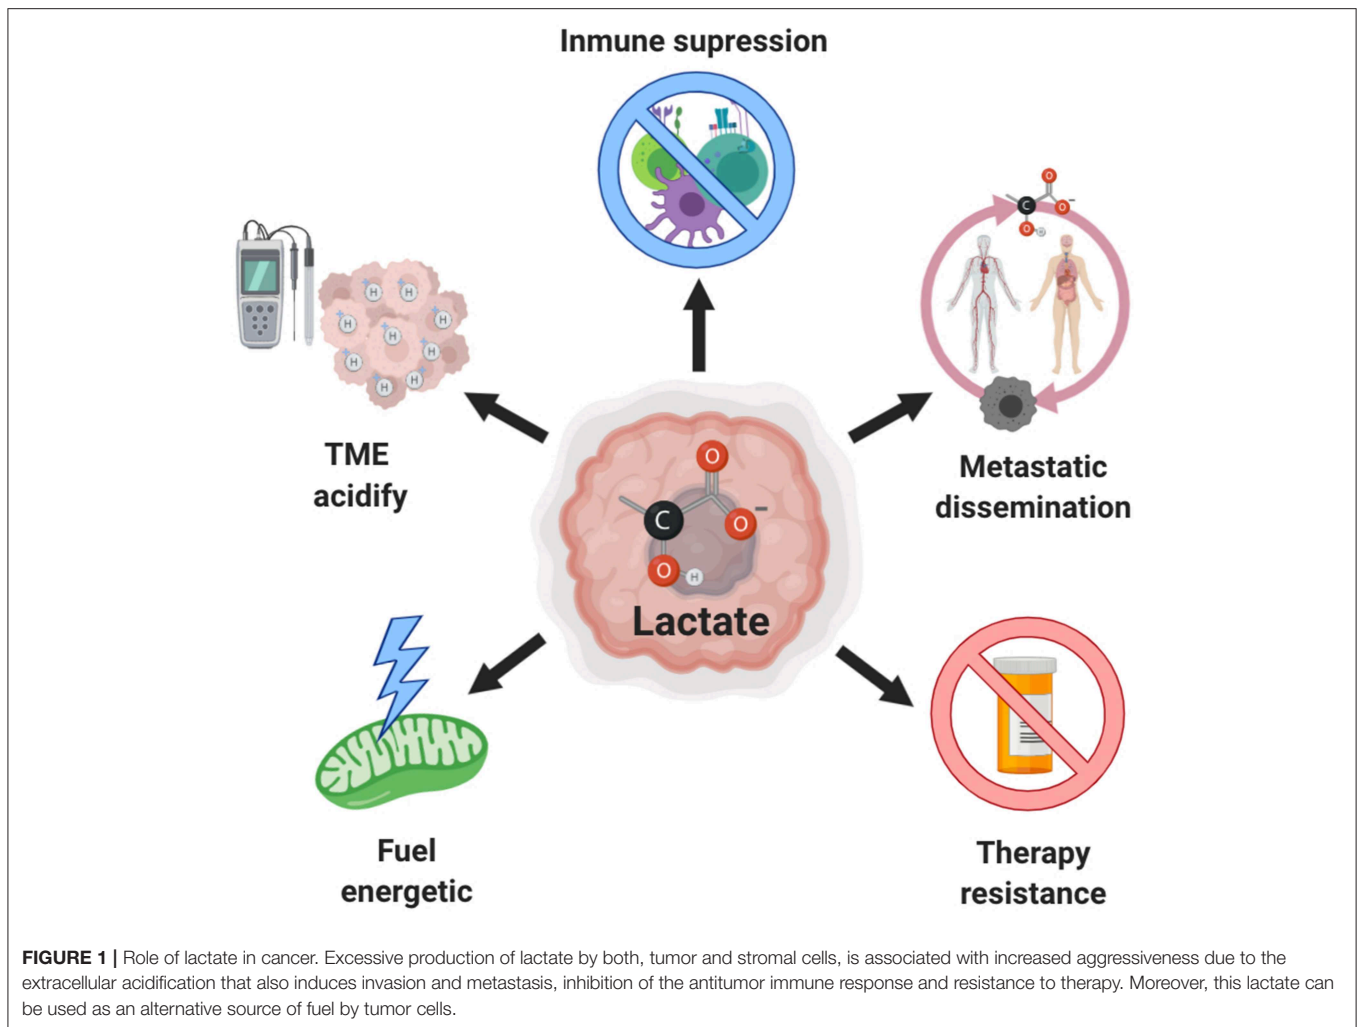 Inmune supression
TME
acidify
Metastatic
dissemination
O
C
O
-
O
H
H
H
H
H
H
H
H
H
H
O
C
O
-
O
H
Lactate
Fuel
energetic
Therapy
resistance
FIGURE 1 | Role of lactate in cancer. Excessive production of lactate by both, tumor and stromal cells, is associated with increased aggressiveness due to the
extracellular acidification that also induces invasion and metastasis, inhibition of the antitumor immune response and resistance to therapy. Moreover, this lactate can
be used as an alternative source of fuel by tumor cells.